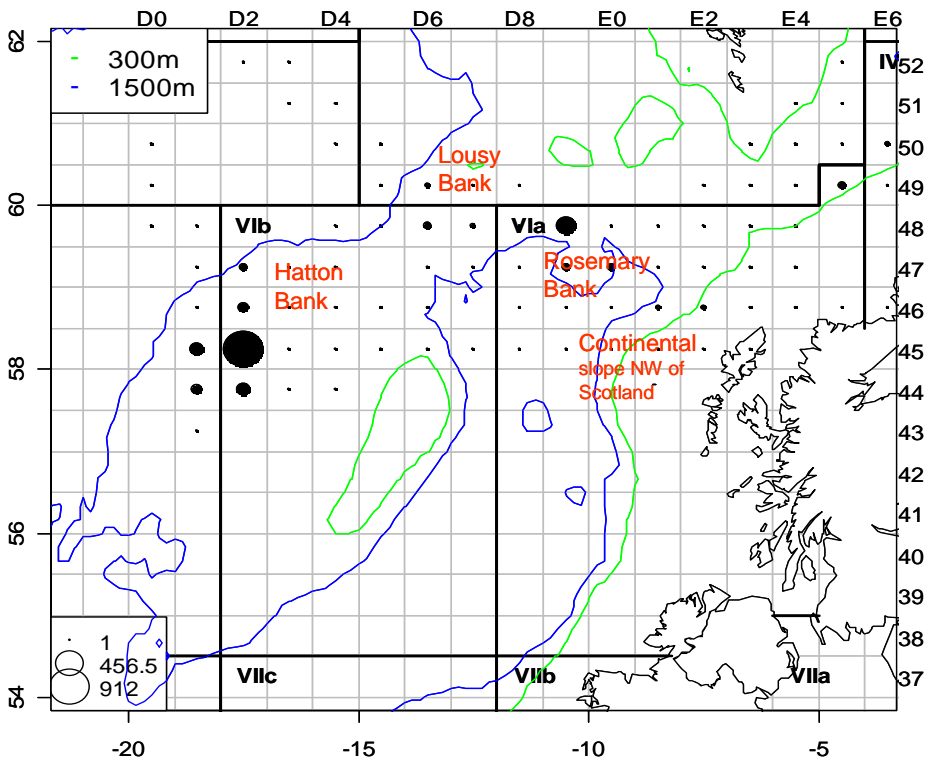 D0 D2 D4 D6 D8 E0 E2 E4 E6
62
300m
1500m
IV
52
51
50
Lousy
Bank
49
60
VIb
VIa
48
Hatton
Bank
Rosemary
Bank
47
46
Continental
slope NW of
Scotland
45
58
44
43
42
41
56
40
39
1
456.5
912
38
54
VIIc
VIIb
VIIa
37
-20 -15 -10 -5